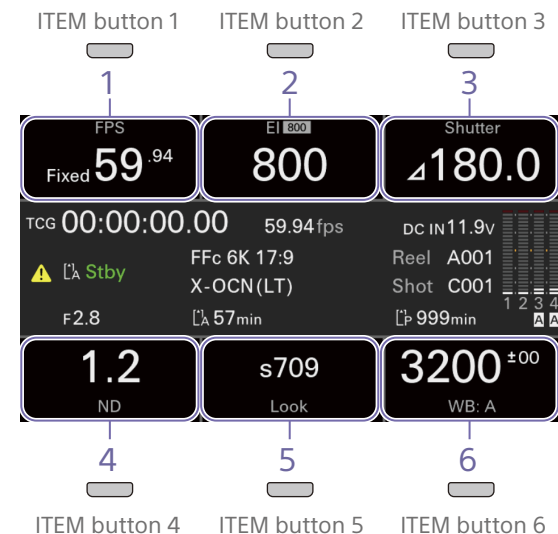 ITEM button 1 ITEM button 2 ITEM button 3
1 2 3
FPS EI 800 Shutter
Fixed 59 .94 800 ⊿180.0
TCG 00:00:00.00 59.94 fps DC IN 11.9V
FFc 6K 17:9 Reel A001
A Stby
X-OCN(LT) Shot C001
1 2 3 4
F2.8 A 57min P 999min A A
1.2 s709 3200 ±00
ND Look WB: A
4 5 6
ITEM button 4 ITEM button 5 ITEM button 6